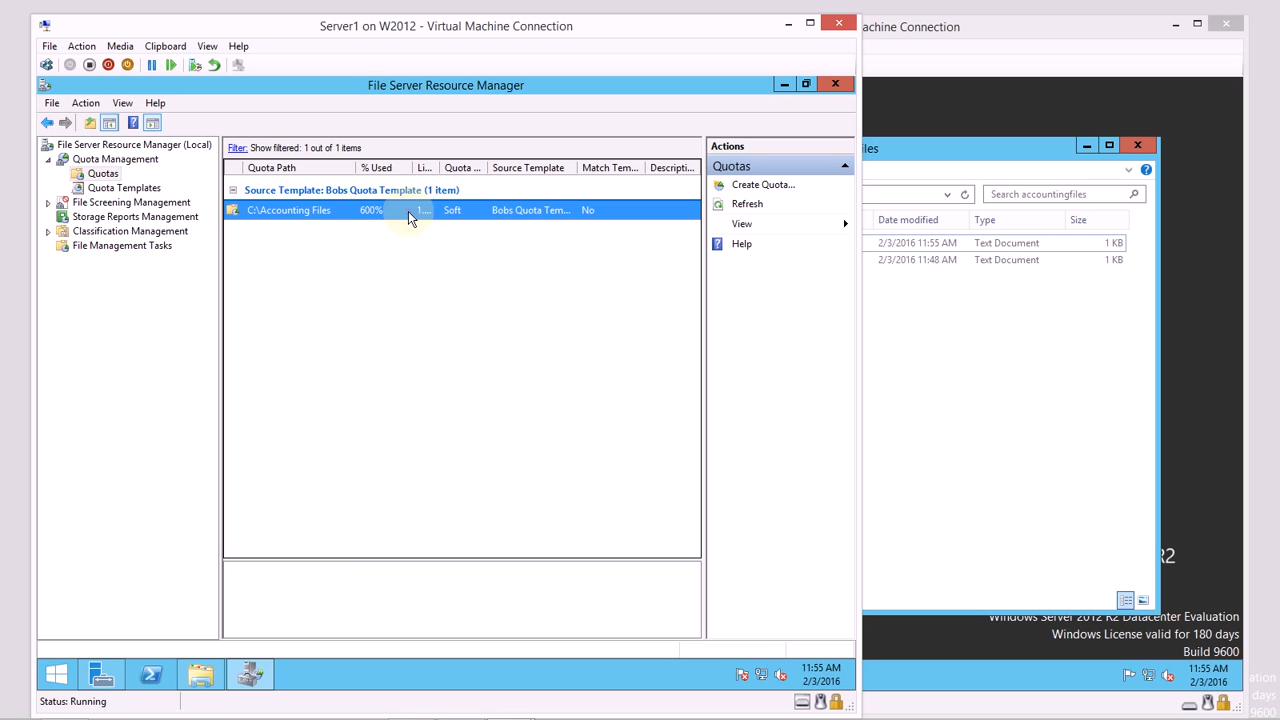 Server1 on W2012 - Virtual Machine Connection
File Action Media Clipboard View Help
File Server Resource Manager
File Action View Help
File Server Resource Manager (Local)
Quota Management
Quotas
Quota Templates
File Screening Management
Storage Reports Management
Classification Management
File Management Tasks
Filter: Show filtered: 1 out of 1 items
Quota Path % Used Li... Quota ... Source Template Match Tem... Descripti...
Source Template: Bobs Quota Template (1 item)
C:\Accounting Files 600% 1.... Soft Bobs Quota Tem... No
Actions
Quotas
Create Quota...
Refresh
View
Help
11:55 AM
2/3/2016
Status: Running
achine Connection
les
Search accountingfiles
Date modified Type Size
2/3/2016 11:55 AM Text Document 1 KB
2/3/2016 11:48 AM Text Document 1 KB
R2
Windows Server 2012 R2 Datacenter Evaluation
Windows License valid for 180 days
Build 9600
11:55 AM
2/3/2016
ation
days
9600